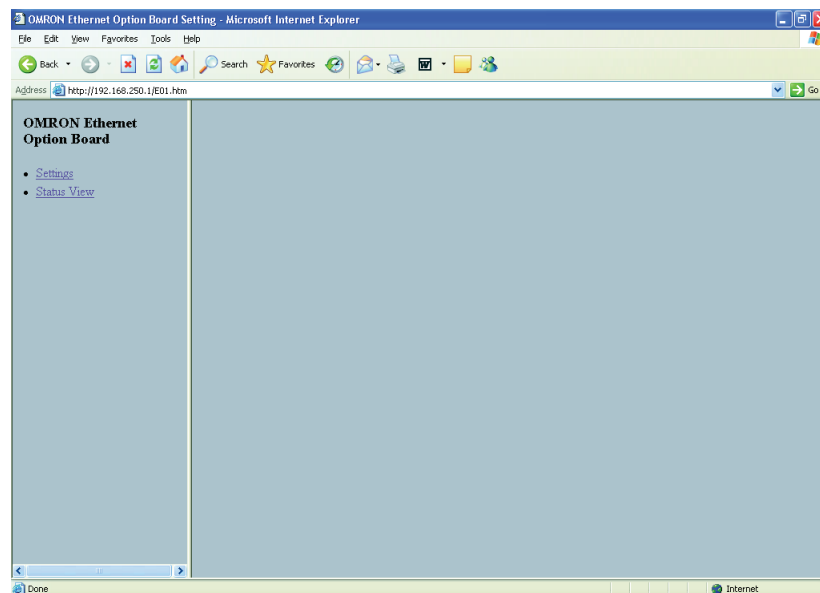 OMRON Ethernet Option Board Setting - Microsoft Internet Explorer
File Edit View Favorites Tools Help
Back Search Favorites
Address http://192.168.250.1/E01.htm Go
OMRON Ethernet
Option Board
Settings
Status View
Done Internet